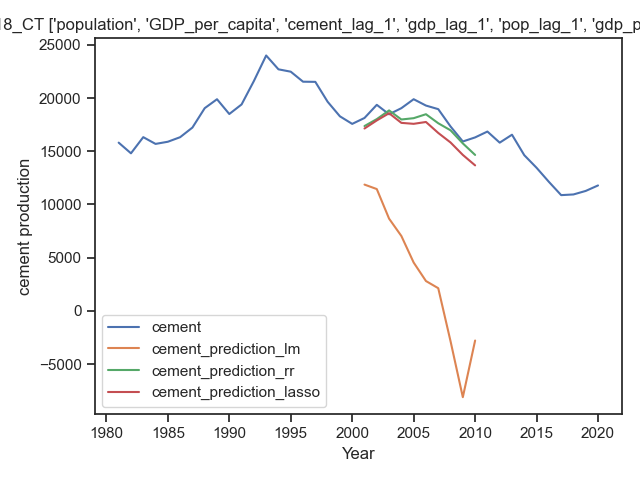 18_CT ['population', 'GDP_per_capita', 'cement_lag_1', 'gdp_lag_1', 'pop_lag_1', 'gdp_p
25000
20000
15000
10000
5000
0
−5000
cement production
cement
cement_prediction_lm
cement_prediction_rr
cement_prediction_lasso
1980 1985 1990 1995 2000 2005 2010 2015 2020
Year